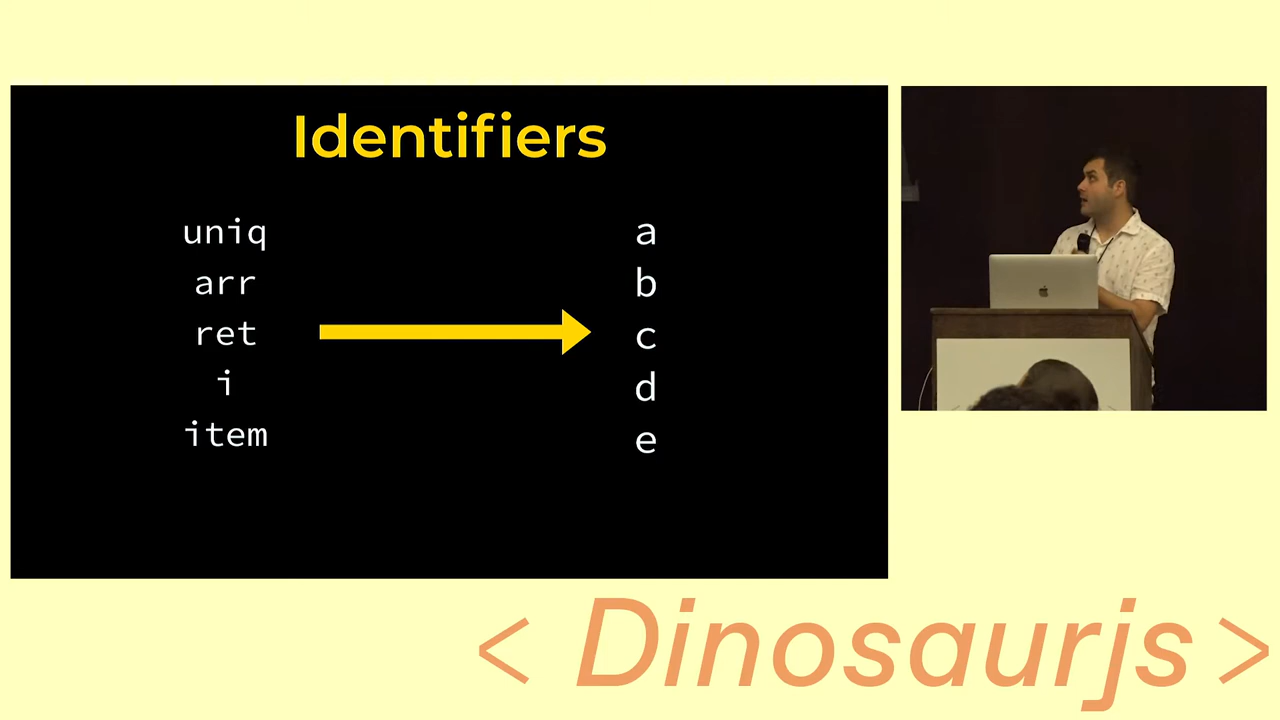 Identifiers
uniq
arr
ret
i
item
a
b
c
d
e
< Dinosaurjs >